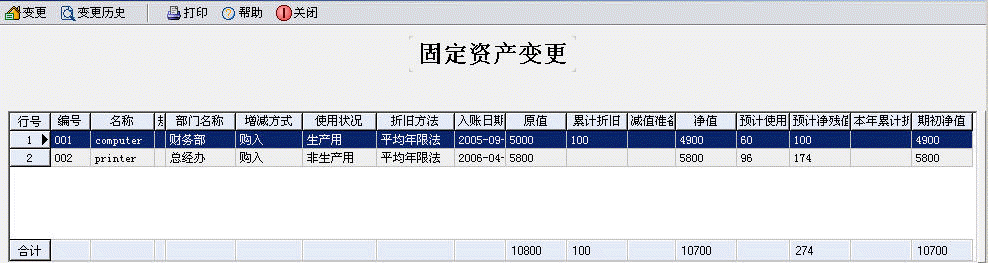 变更 变更历史 打印 帮助 关闭
固定资产变更
行号 编号 名称 部门名称 增减方式 使用状况 折旧方法 入账日期 原值 累计折旧 减值准备 净值 预计使用 预计净残值 本年累计折 期初净值
1 001 computer 财务部 购入 生产用 平均年限法 2005-09- 5000 100 4900 60 100 4900
2 002 printer 总经办 购入 非生产用 平均年限法 2006-04- 5800 5800 96 174 5800
合计 10800 100 10700 274 10700